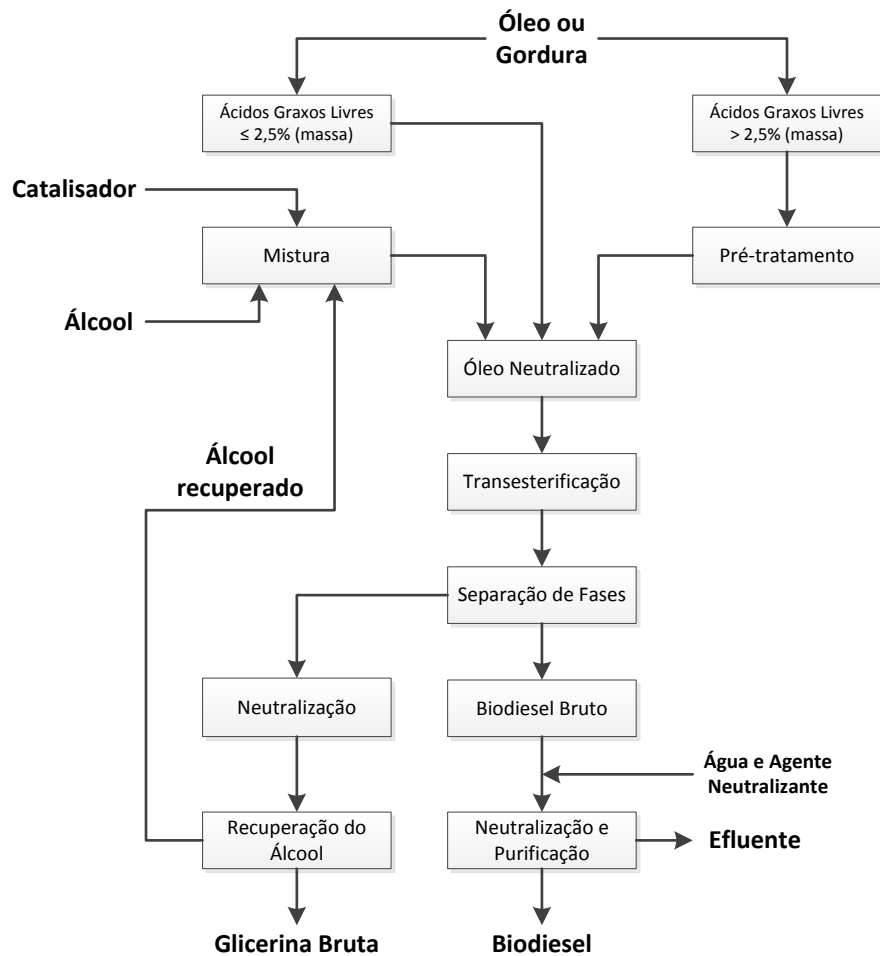 Óleo ou
Gordura
Ácidos Graxos Livres
≤ 2,5% (massa)
Ácidos Graxos Livres
> 2,5% (massa)
Catalisador
Mistura
Pré-tratamento
Álcool
Óleo Neutralizado
Álcool
recuperado
Transesterificação
Separação de Fases
Neutralização
Biodiesel Bruto
Água e Agente
Neutralizante
Recuperação do
Álcool
Neutralização e
Purificação
Efluente
Glicerina Bruta
Biodiesel